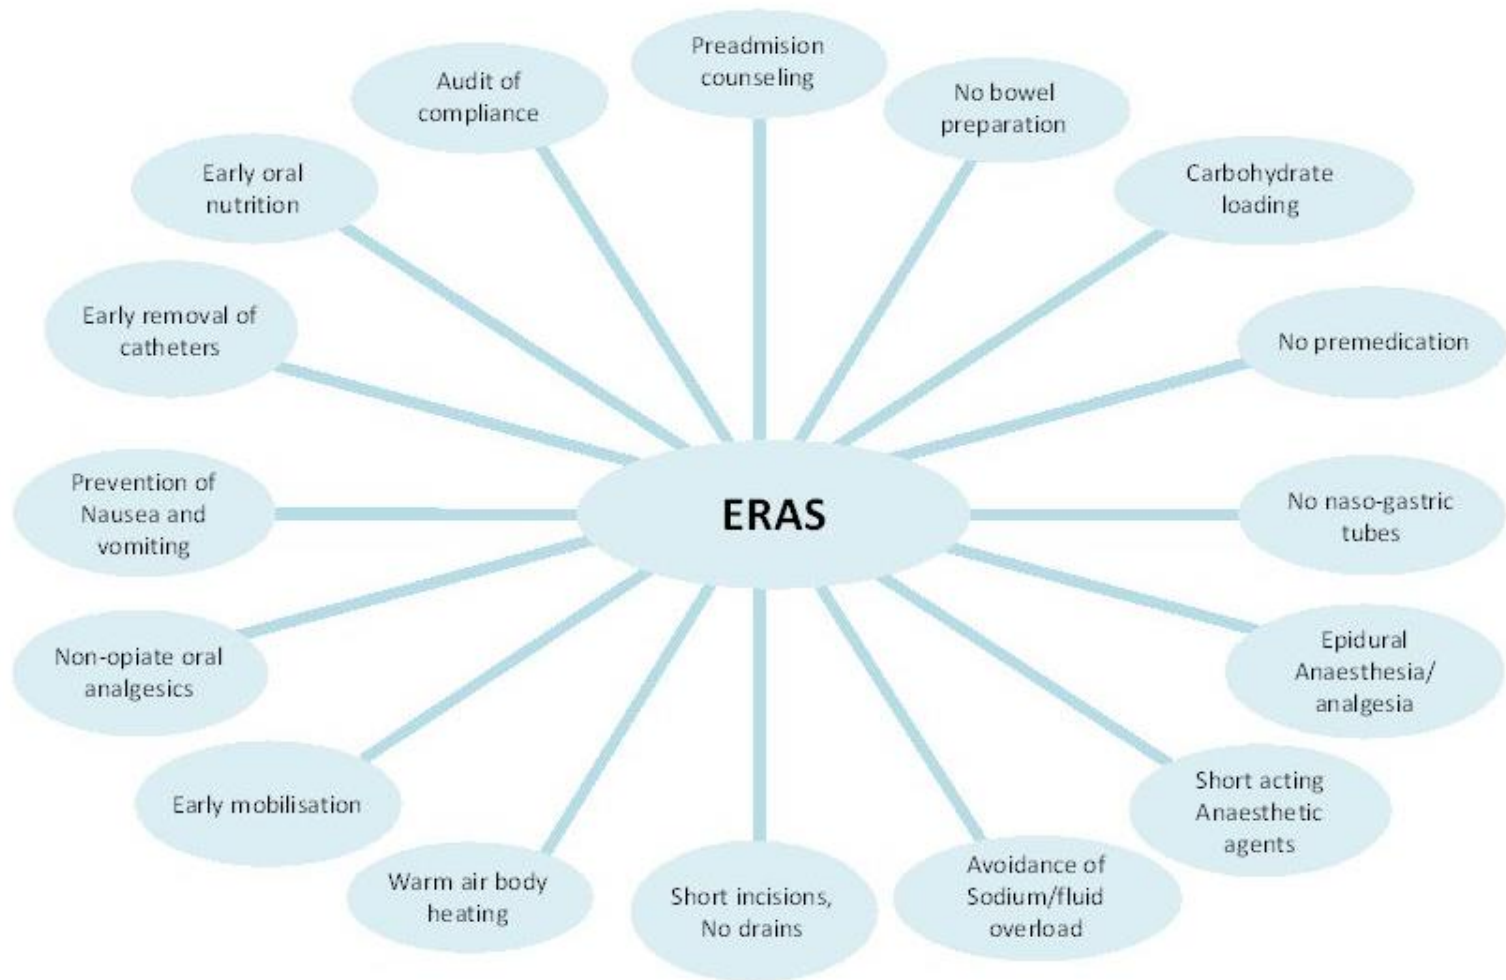 Preadmision
counseling
No bowel
preparation
Carbohydrate
loading
No premedication
No naso-gastric
tubes
Epidural
Anaesthesia/
analgesia
Short acting
Anaesthetic
agents
Avoidance of
Sodium/fluid
overload
Short incisions,
No drains
Warm air body
heating
Early mobilisation
Non-opiate oral
analgesics
Prevention of
Nausea and
vomiting
Early removal of
catheters
Early oral
nutrition
Audit of
compliance
ERAS